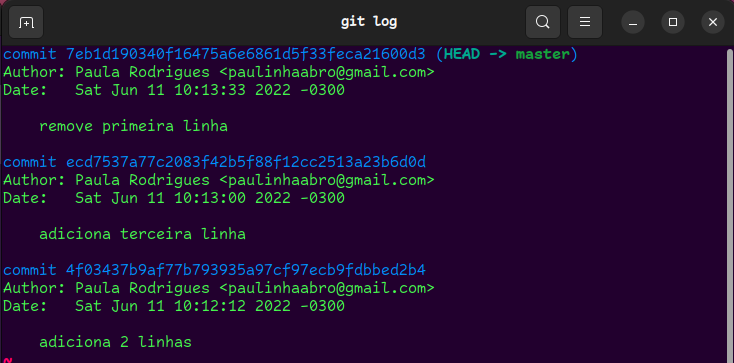 git log
commit 7eb1d190340f16475a6e6861d5f33feca21600d3 (HEAD -> master)
Author: Paula Rodrigues <paulinhaabro@gmail.com>
Date:   Sat Jun 11 10:13:33 2022 -0300
remove primeira linha
commit ecd7537a77c2083f42b5f88f12cc2513a23b6d0d
Author: Paula Rodrigues <paulinhaabro@gmail.com>
Date:   Sat Jun 11 10:13:00 2022 -0300
adiciona terceira linha
commit 4f03437b9af77b793935a97cf97ecb9fdbbed2b4
Author: Paula Rodrigues <paulinhaabro@gmail.com>
Date:   Sat Jun 11 10:12:12 2022 -0300
adiciona 2 linhas
~